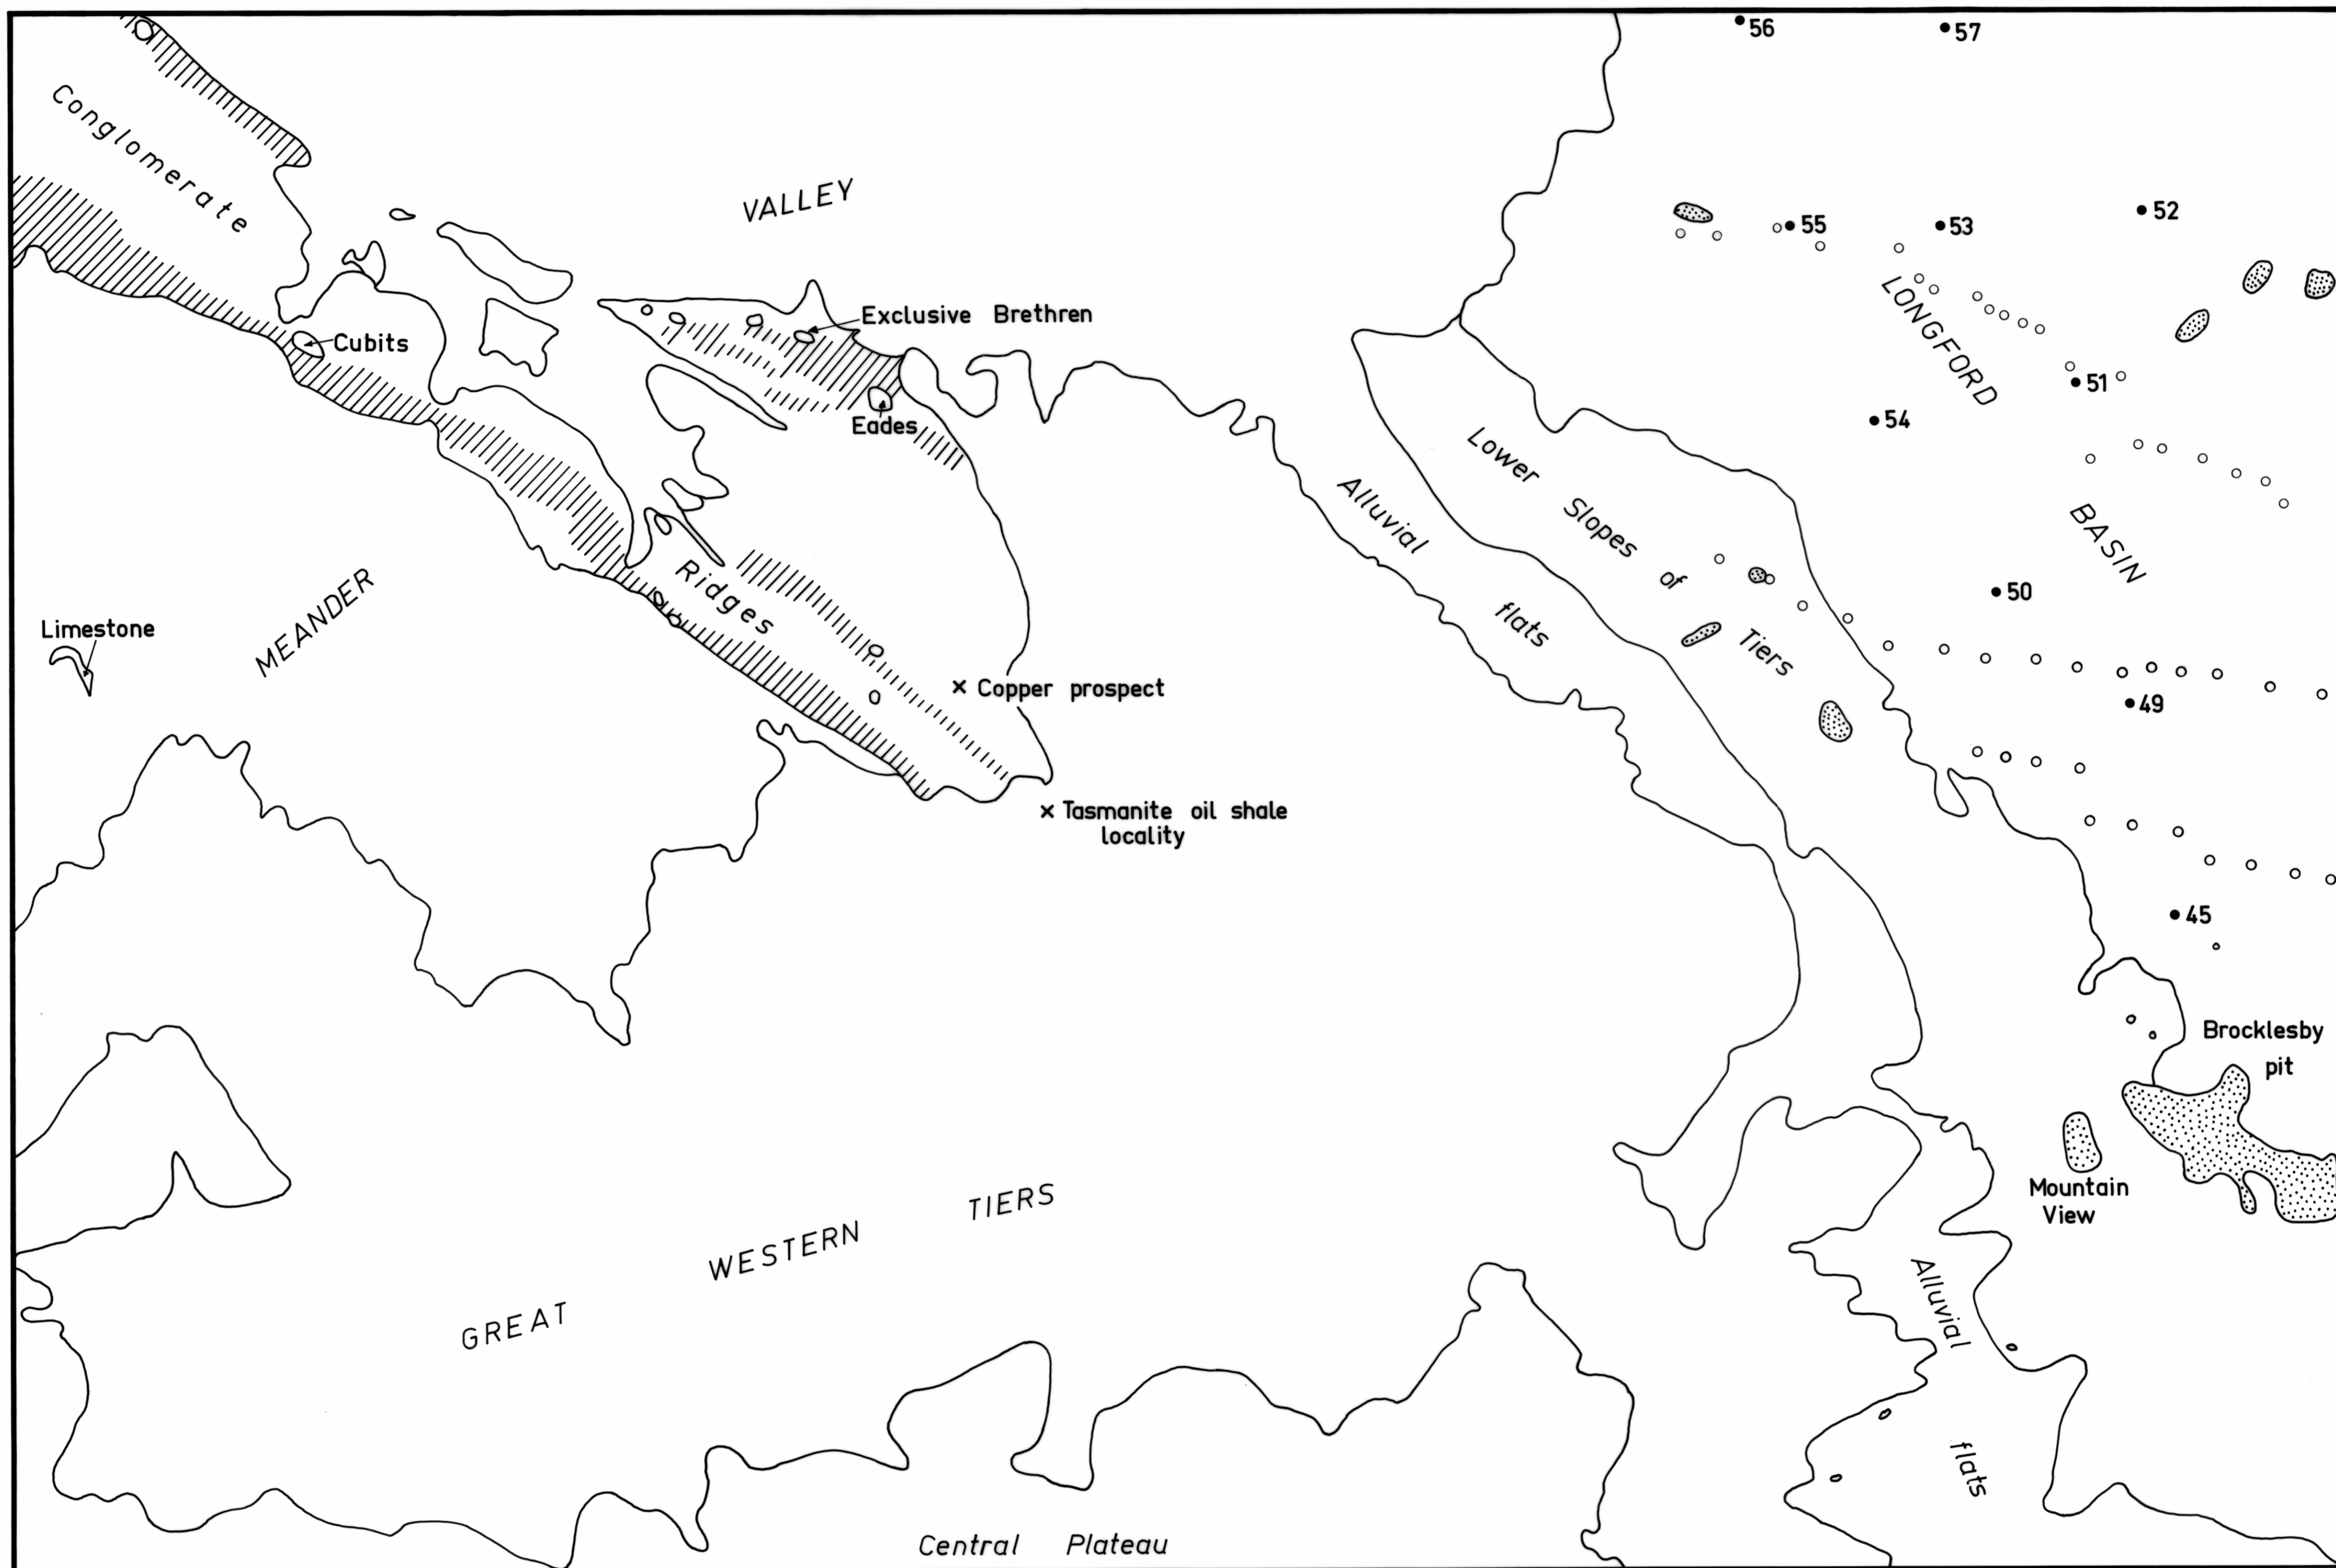 56
57
Conglomerate
VALLEY
52
55
53
LONGFORD
Exclusive Brethren
Cubits
51
54
Eades
Lower Slopes of Tiers
Alluvial flats
BASIN
MEANDER
Ridges
50
Limestone
Copper prospect
49
Tasmanite oil shale
locality
45
Brocklesby
pit
Mountain
View
GREAT WESTERN TIERS
Alluvial flats
Central Plateau